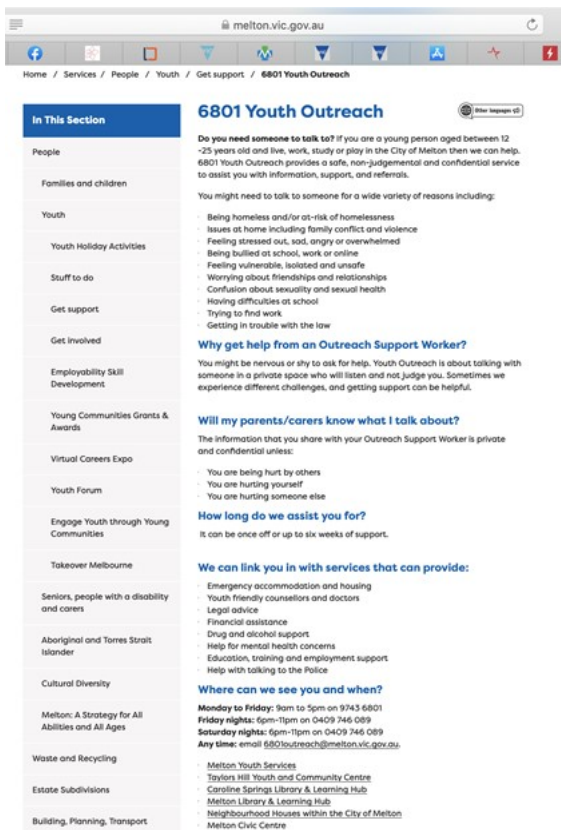 melton.vic.gov.au
Home / Services / People / Youth / Get support / 6801 Youth Outreach
In This Section
People
Families and children
Youth
Youth Holiday Activities
Stuff to do
Get support
Get involved
Employability Skill
Development
Young Communities Grants &
Awards
Virtual Careers Expo
Youth Forum
Engage Youth through Young
Communities
Takeover Melbourne
Seniors, people with a disability
and carers
Aboriginal and Torres Strait
Islander
Cultural Diversity
Melton: A Strategy for All
Abilities and All Ages
Waste and Recycling
Estate Subdivisions
Building, Planning, Transport
6801 Youth Outreach
Other languages
Do you need someone to talk to? If you are a young person aged between 12
-25 years old and live, work, study or play in the City of Melton then we can help.
6801 Youth Outreach provides a safe, non-judgemental and confidential service
to assist you with information, support, and referrals.
You might need to talk to someone for a wide variety of reasons including:
Being homeless and/or at-risk of homelessness
Issues at home including family conflict and violence
Feeling stressed out, sad, angry or overwhelmed
Being bullied at school, work or online
Feeling vulnerable, isolated and unsafe
Worrying about friendships and relationships
Confusion about sexuality and sexual health
Having difficulties at school
Trying to find work
Getting in trouble with the law
Why get help from an Outreach Support Worker?
You might be nervous or shy to ask for help. Youth Outreach is about talking with
someone in a private space who will listen and not judge you. Sometimes we
experience different challenges, and getting support can be helpful.
Will my parents/carers know what I talk about?
The information that you share with your Outreach Support Worker is private
and confidential unless:
You are being hurt by others
You are hurting yourself
You are hurting someone else
How long do we assist you for?
It can be once off or up to six weeks of support.
We can link you in with services that can provide:
Emergency accommodation and housing
Youth friendly counsellors and doctors
Legal advice
Financial assistance
Drug and alcohol support
Help for mental health concerns
Education, training and employment support
Help with talking to the Police
Where can we see you and when?
Monday to Friday: 9am to 5pm on 9743 6801
Friday nights: 6pm-11pm on 0409 746 089
Saturday nights: 6pm-11pm on 0409 746 089
Any time: email 6801outreach@melton.vic.gov.au.
Melton Youth Services
Taylors Hill Youth and Community Centre
Caroline Springs Library & Learning Hub
Melton Library & Learning Hub
Neighbourhood Houses within the City of Melton
Melton Civic Centre